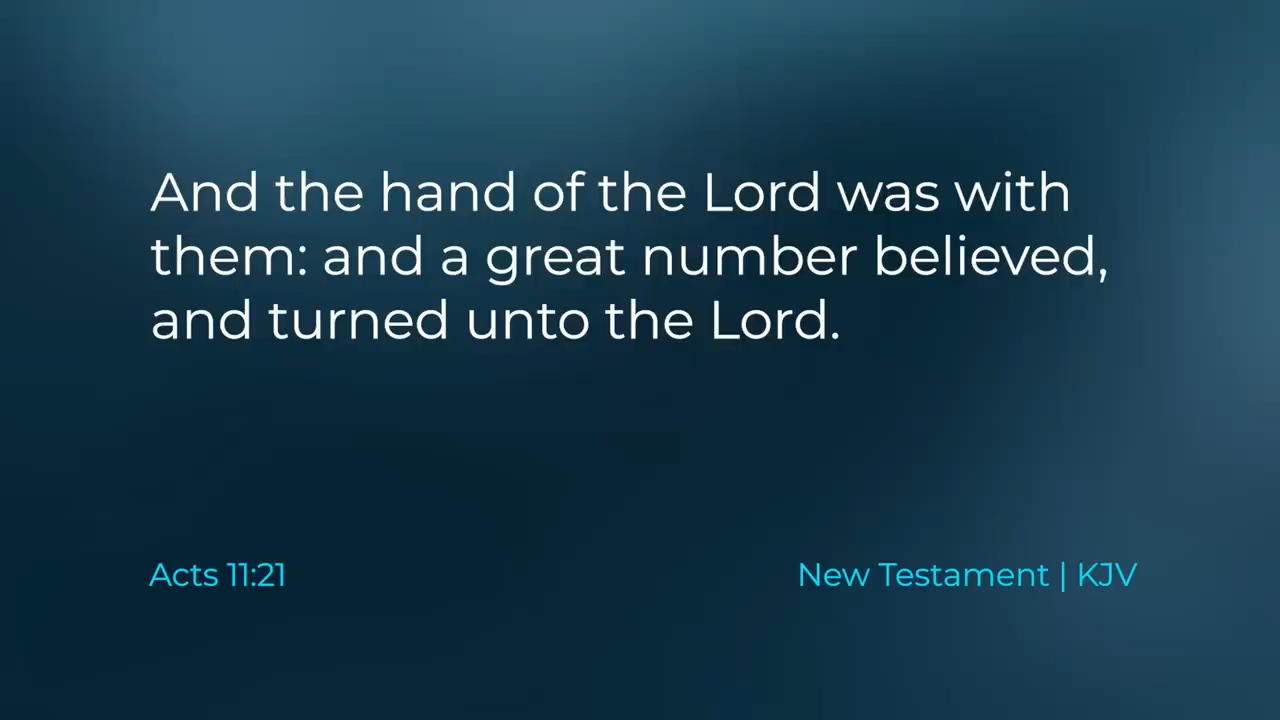 And the hand of the Lord was with
them: and a great number believed,
and turned unto the Lord.
Acts 11:21
New Testament | KJV